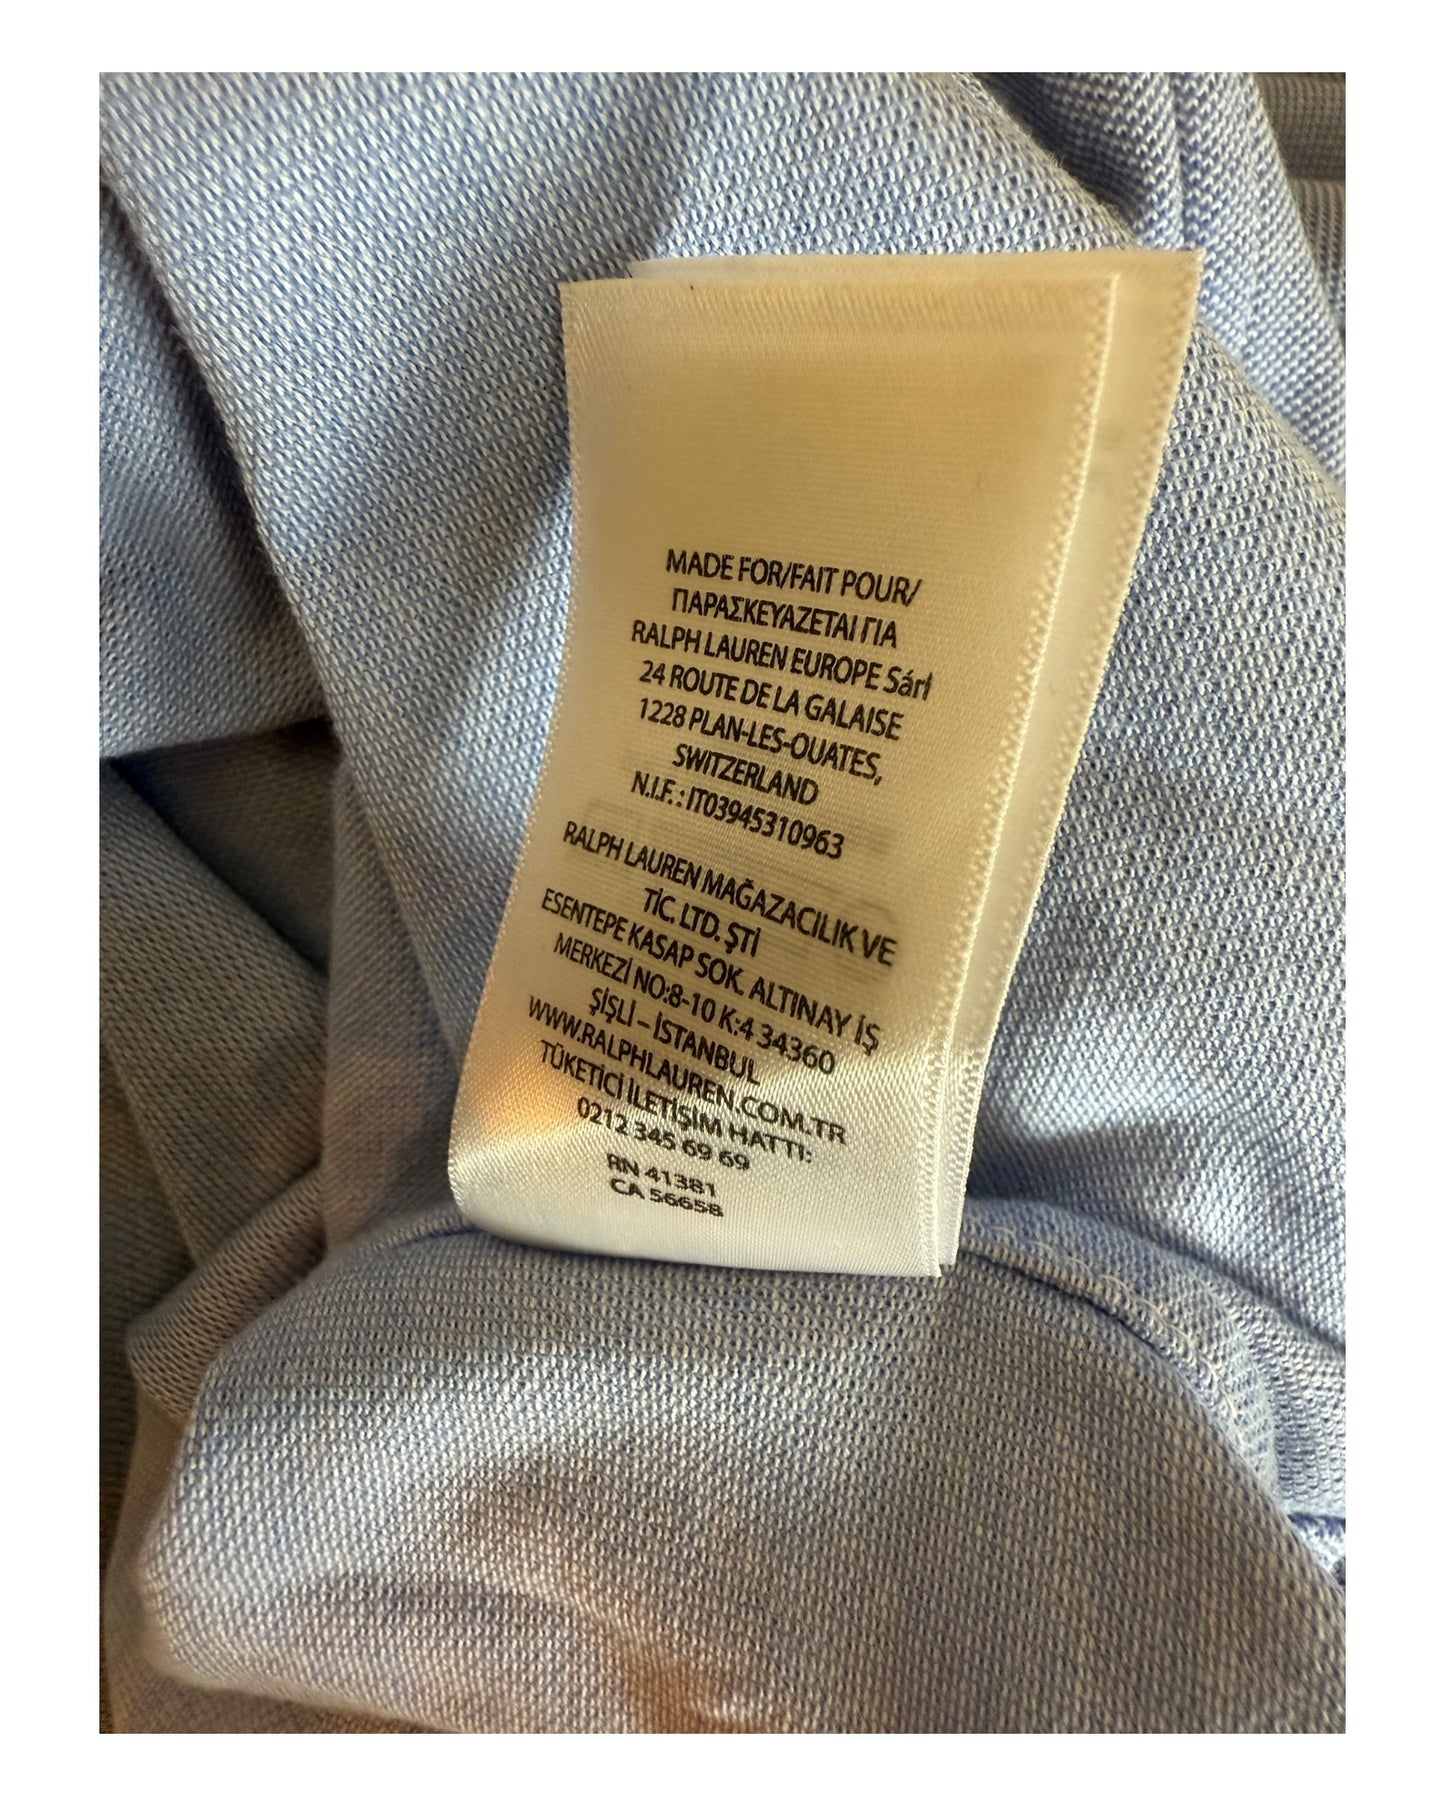 MADE FOR/FAIT POUR/
ΠΑΡΑΣΚΕΥΑΖΕΤΑΙ ΓΙΑ
RALPH LAUREN EUROPE Sárl
24 ROUTE DE LA GALAISE
1228 PLAN-LES-OUATES,
SWITZERLAND
N.I.F. : IT03945310963
RALPH LAUREN MAĞAZACILIK VE
TİC. LTD. ŞTİ
ESENTEPE KASAP SOK. ALTINAY İŞ
MERKEZİ NO:8-10 K:4 34360
ŞİŞLİ – İSTANBUL
WWW.RALPHLAUREN.COM.TR
TÜKETİCİ İLETİŞİM HATTI:
0212 345 69 69
RN 41381
CA 56658